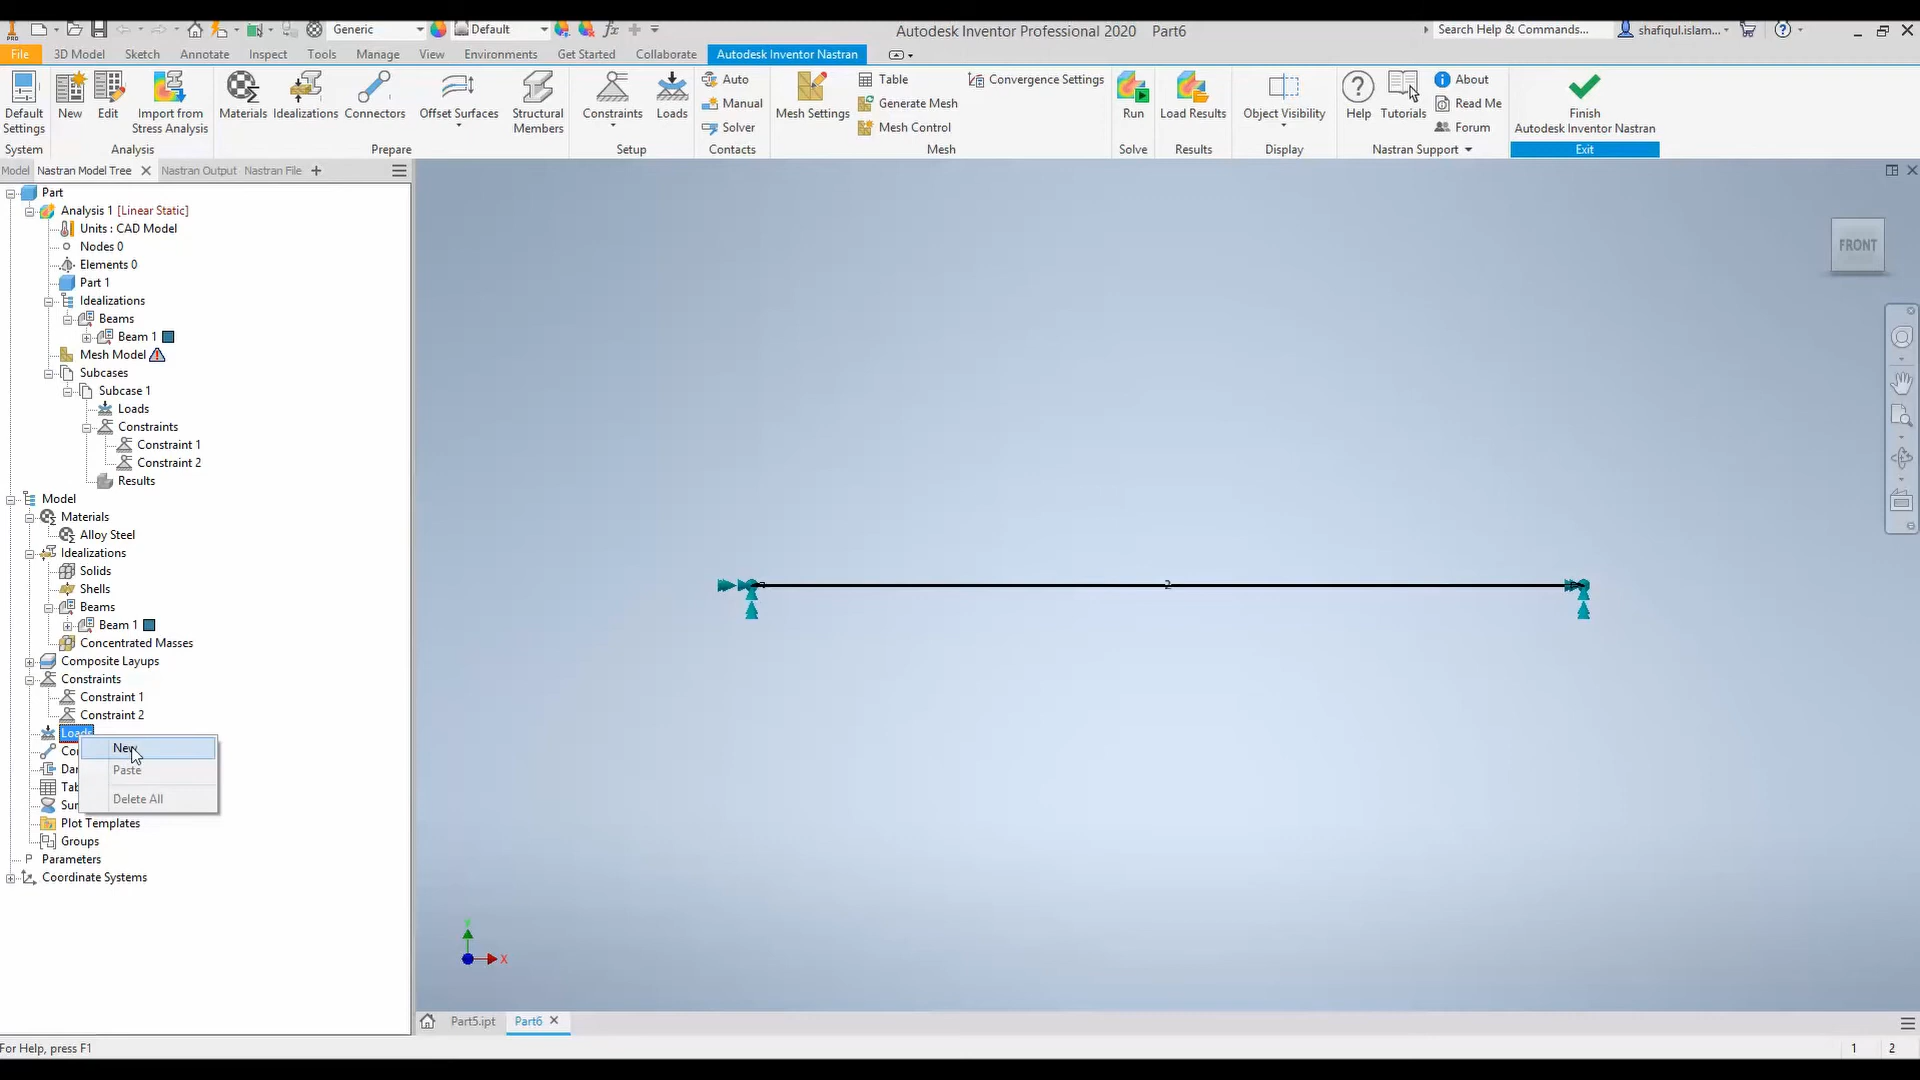 Generic
Default
Autodesk Inventor Professional 2020 Part6
Search Help & Commands...
shafiqul.islam...
File
3D Model
Sketch
Annotate
Inspect
Tools
Manage
View
Environments
Get Started
Collaborate
Autodesk Inventor Nastran
Default Settings
New
Edit
Import from Stress Analysis
Materials
Idealizations
Connectors
Offset Surfaces
Structural Members
Constraints
Loads
Auto
Manual
Solver
Mesh Settings
Table
Generate Mesh
Mesh Control
Convergence Settings
Run
Load Results
Object Visibility
Help
Tutorials
About
Read Me
Forum
Finish Autodesk Inventor Nastran
System
Analysis
Prepare
Setup
Contacts
Mesh
Solve
Results
Display
Nastran Support
Exit
Model
Nastran Model Tree
Nastran Output
Nastran File
Part
Analysis 1 [Linear Static]
Units : CAD Model
Nodes 0
Elements 0
Part 1
Idealizations
Beams
Beam 1
Mesh Model
Subcases
Subcase 1
Loads
Constraints
Constraint 1
Constraint 2
Results
Model
Materials
Alloy Steel
Idealizations
Solids
Shells
Beams
Beam 1
Concentrated Masses
Composite Layups
Constraints
Constraint 1
Constraint 2
Loads
New
Paste
Delete All
Plot Templates
Groups
Parameters
Coordinate Systems
FRONT
2
Y
X
Part5.ipt
Part6
For Help, press F1
1
2